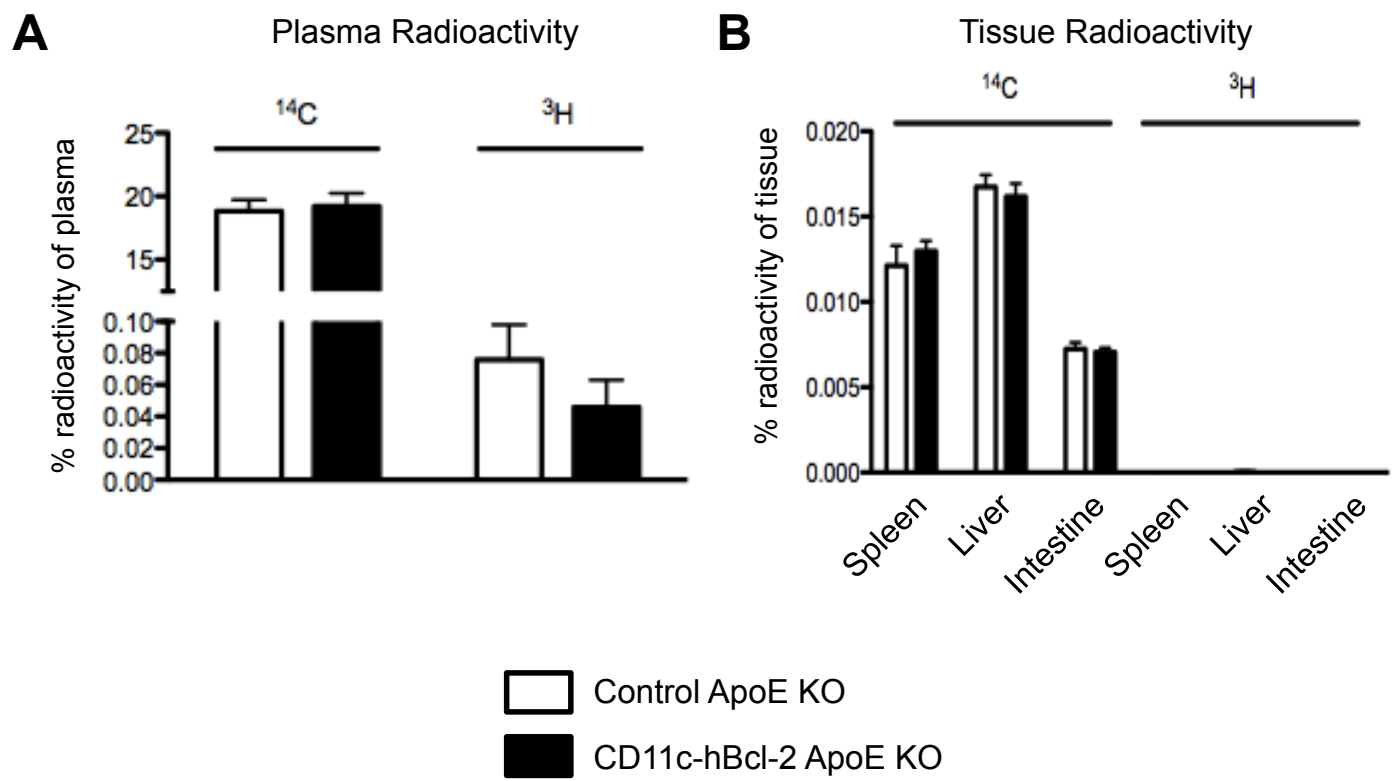 A
Plasma Radioactivity
¹⁴C
³H
% radioactivity of plasma
25
20
15
0.10
0.08
0.06
0.04
0.02
0.00
B
Tissue Radioactivity
¹⁴C
³H
% radioactivity of tissue
0.020
0.015
0.010
0.005
0.000
Spleen
Liver
Intestine
Spleen
Liver
Intestine
Control ApoE KO
CD11c-hBcl-2 ApoE KO